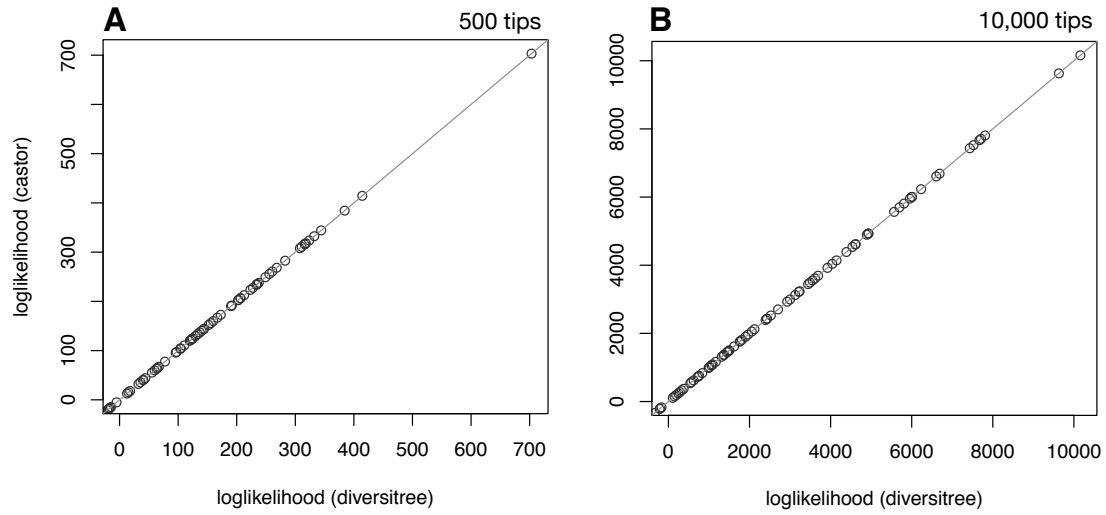 A
500 tips
700
500
300
100
0
loglikelihood (castor)
0 100 200 300 400 500 600 700
loglikelihood (diversitree)
B
10,000 tips
10000
8000
6000
4000
2000
0
0 2000 4000 6000 8000 10000
loglikelihood (diversitree)